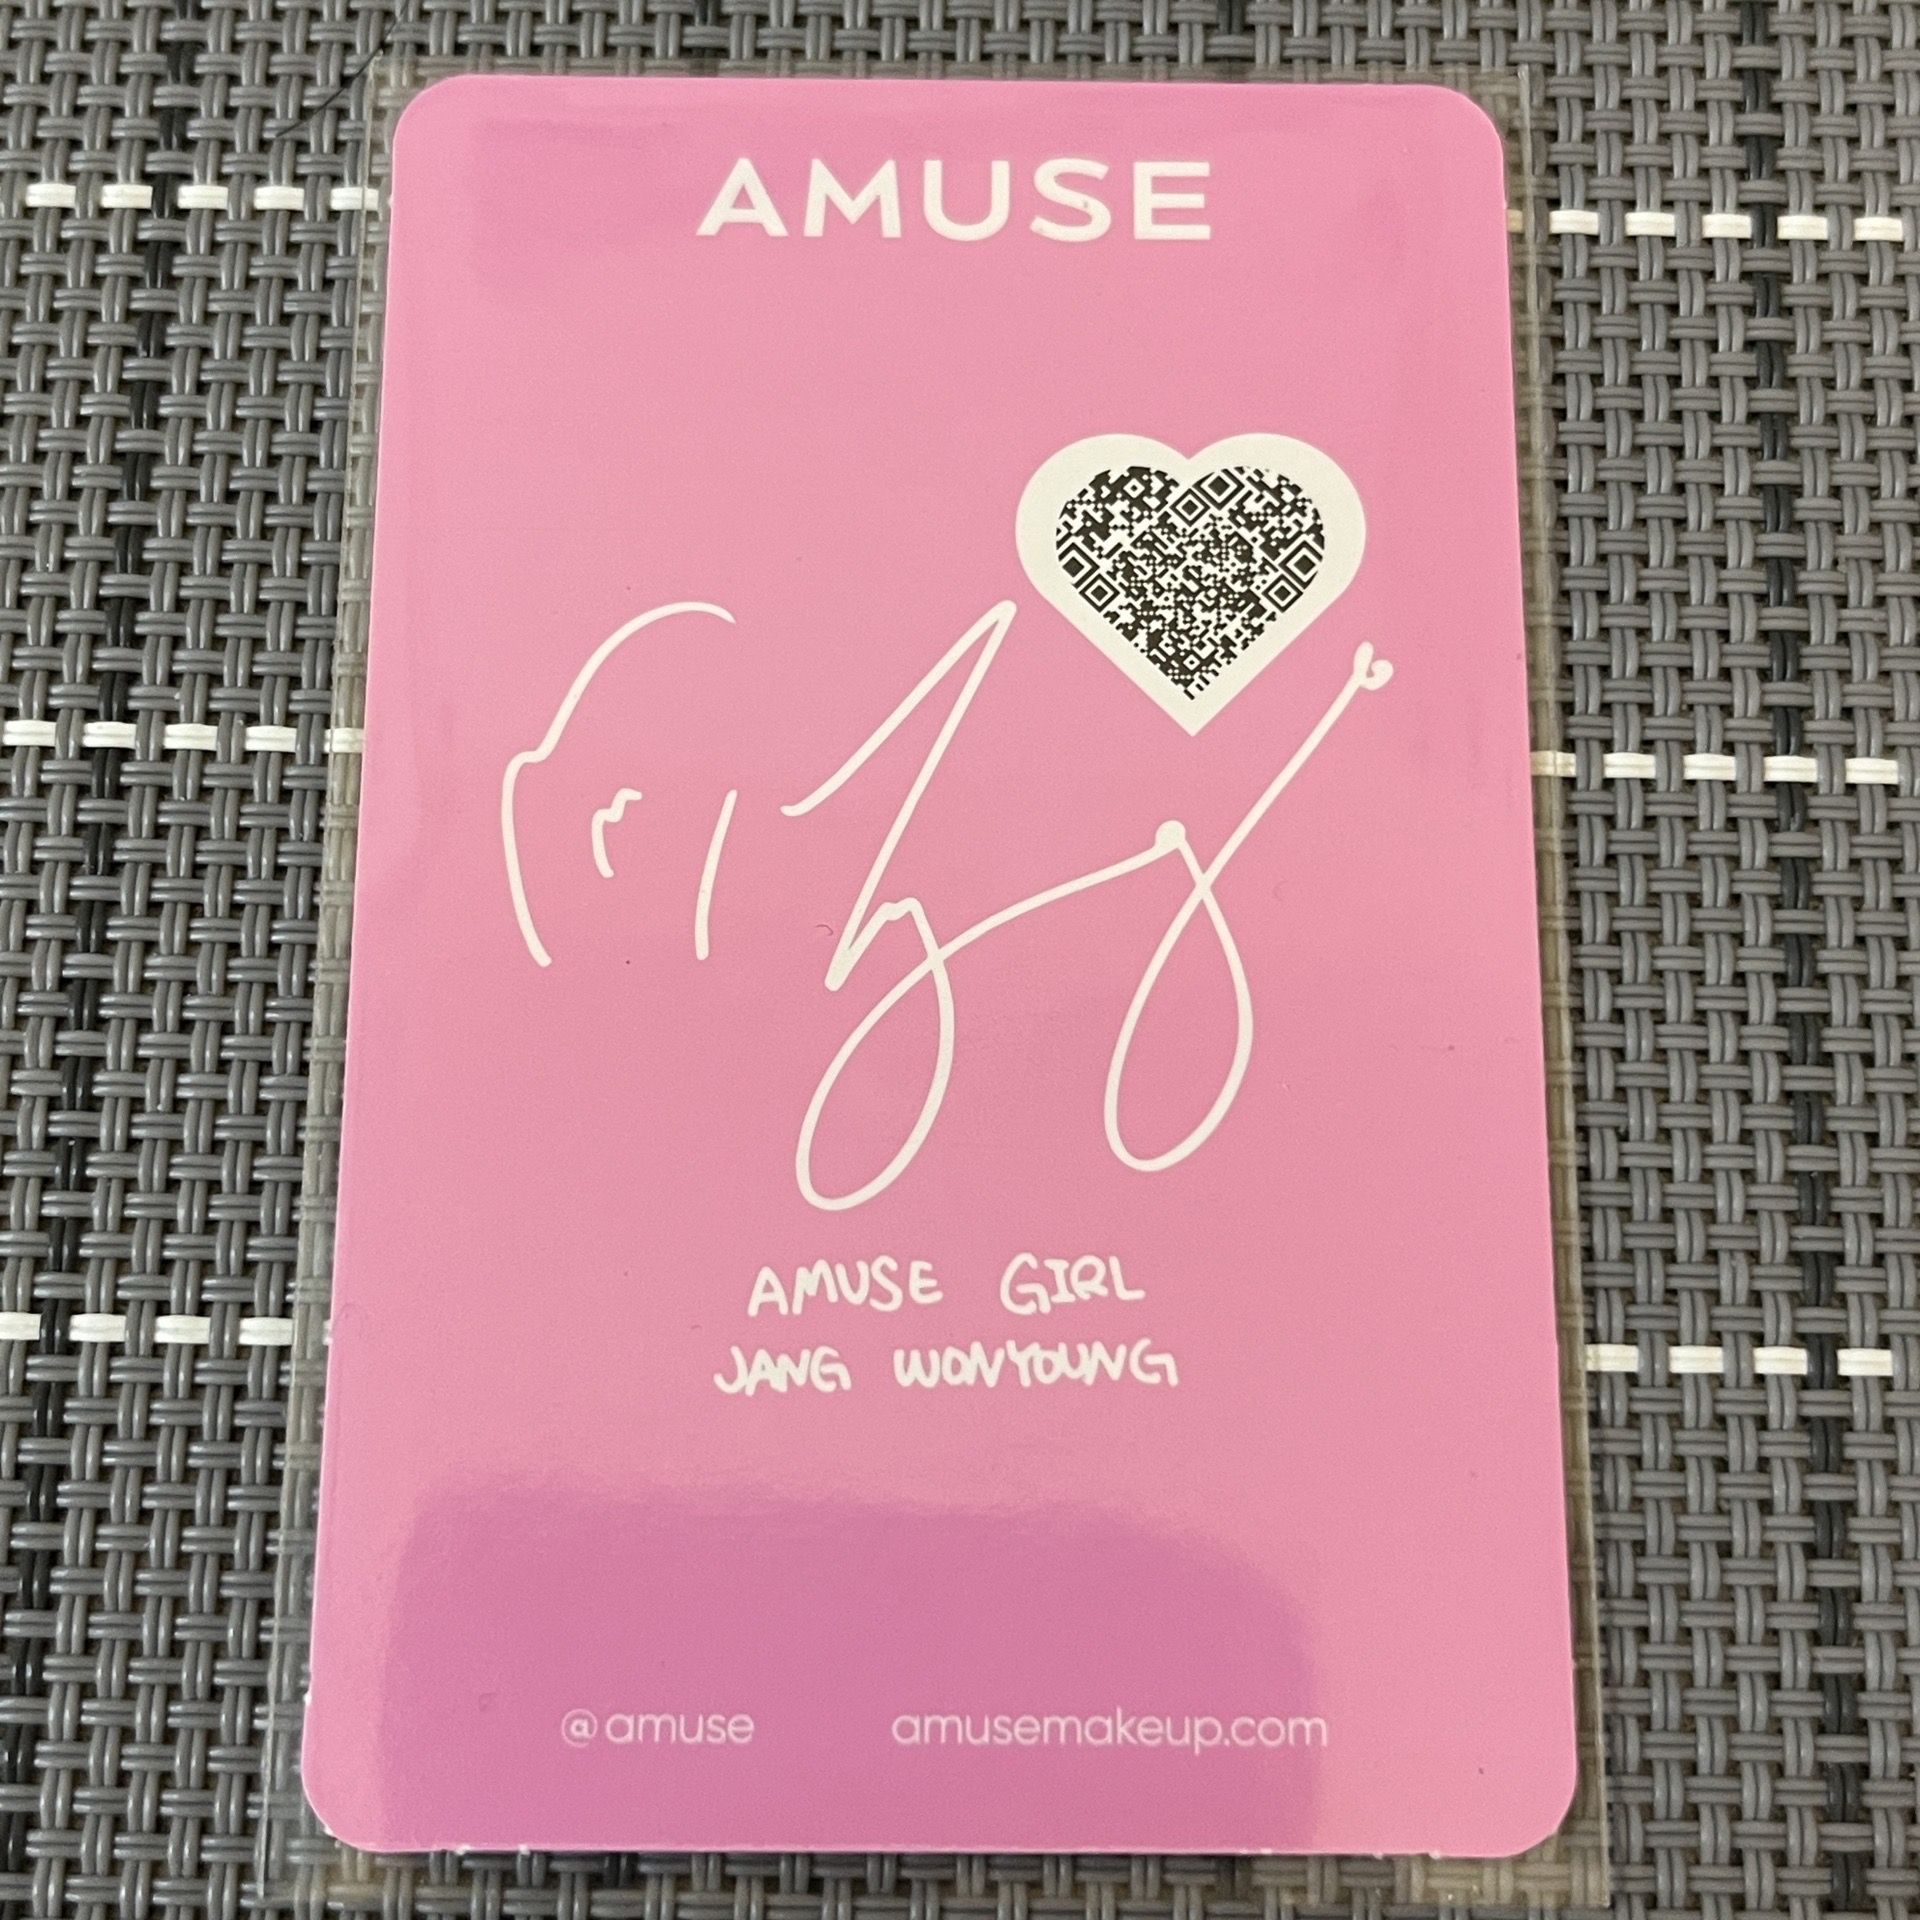 AMUSE
AMUSE GIRL
JANG WONYOUNG
@amuse amusemakeup.com